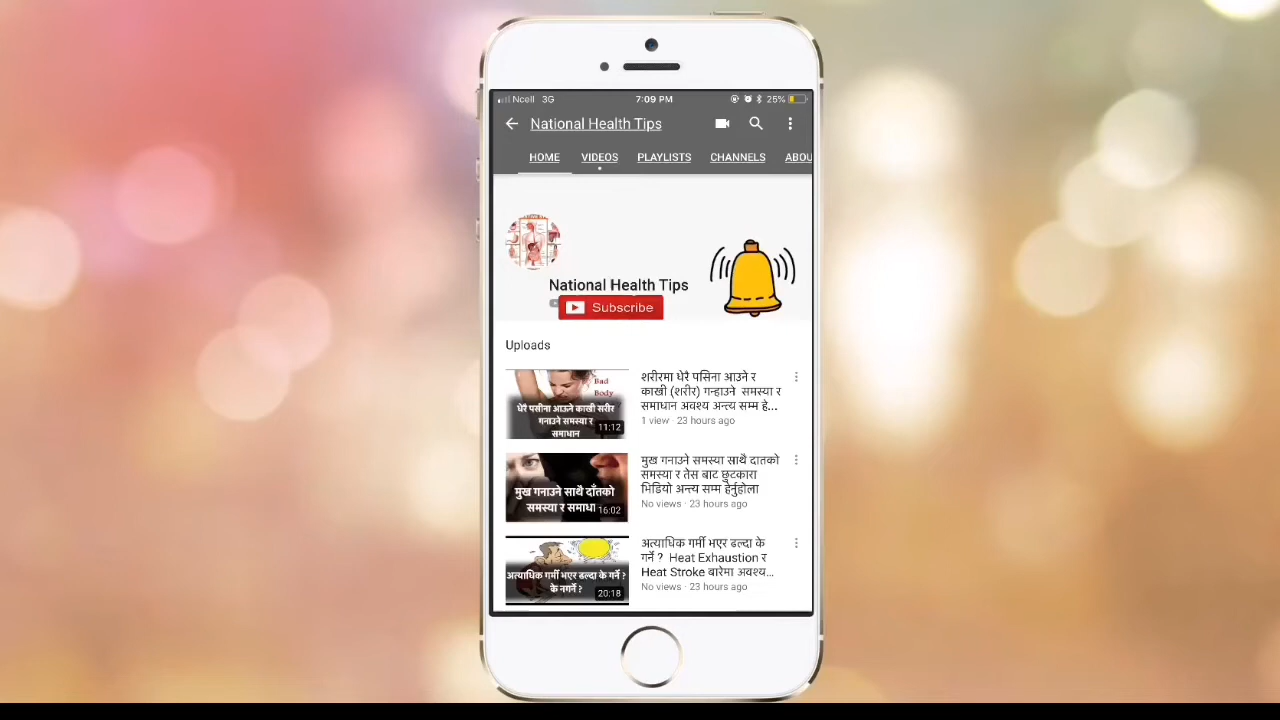 Ncell 3G 7:09 PM 25%
National Health Tips
HOME VIDEOS PLAYLISTS CHANNELS ABOU
National Health Tips
Subscribe
Uploads
Bad
Body
धेरै पसिना आऊने काखी सरीर
गनाउने समस्या र
समाधान
11:12
शरीरमा धेरै पसिना आउने र
काखी (शरीर) गन्हाउने समस्या र
समाधान अवश्य अन्त्य सम्म हे...
1 view · 23 hours ago
मुख गनाउने साथै दाँतको
समस्या र समाधा
16:02
मुख गनाउने समस्या साथै दातको
समस्या र तेस बाट छुटकारा
भिडियो अन्त्य सम्म हेर्नुहोला
No views · 23 hours ago
अत्याधिक गर्मी भएर ढल्दा के गर्ने ?
के नगर्ने ?
20:18
अत्याधिक गर्मी भएर ढल्दा के
गर्ने ? Heat Exhaustion र
Heat Stroke बारेमा अवश्य...
No views · 23 hours ago